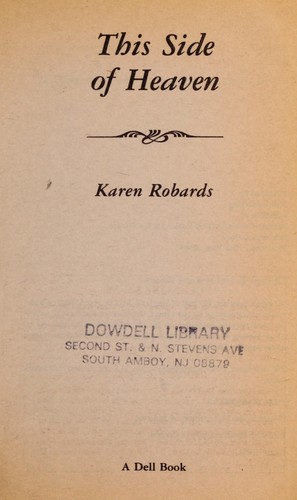 This Side
of Heaven
Karen Robards
DOWDELL LIBRARY
SECOND ST. & N. STEVENS AVE
SOUTH AMBOY, NJ 08879
A Dell Book